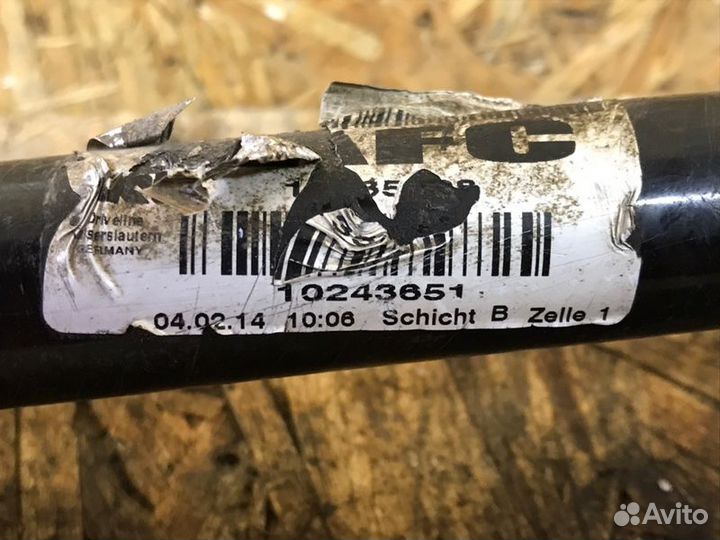 AFC
Driveline
GERMANY
10243651
04.02.14 10:06 Schicht B Zelle 1
Avito